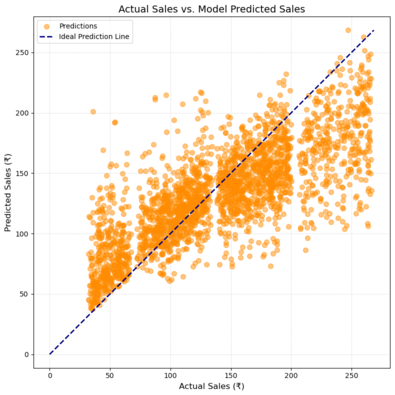 Actual Sales vs. Model Predicted Sales
Predictions
Ideal Prediction Line
250
200
150
100
50
0
Predicted Sales (₹)
0 50 100 150 200 250
Actual Sales (₹)